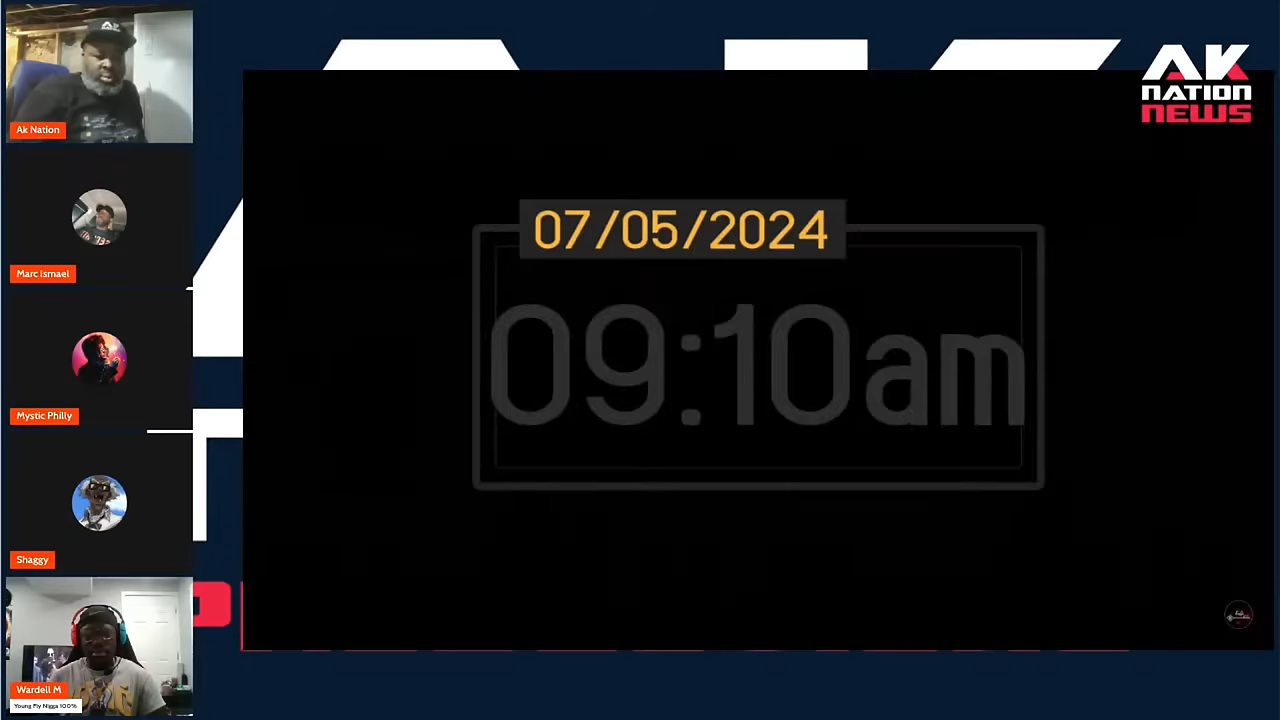 Ak Nation
Marc Ismael
Mystic Philly
Shaggy
Wardell M
Young Fly Nigga 100%
07/05/2024
09:10am
AK
NATION
NEWS